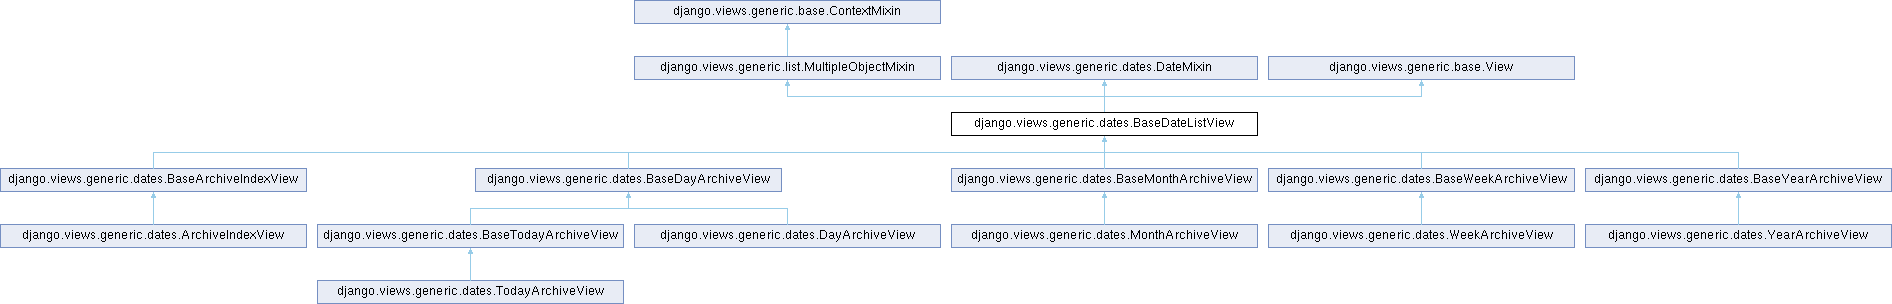 django.views.generic.base.ContextMixin
django.views.generic.list.MultipleObjectMixin
django.views.generic.dates.DateMixin
django.views.generic.base.View
django.views.generic.dates.BaseDateListView
django.views.generic.dates.BaseArchiveIndexView
django.views.generic.dates.BaseDayArchiveView
django.views.generic.dates.BaseMonthArchiveView
django.views.generic.dates.BaseWeekArchiveView
django.views.generic.dates.BaseYearArchiveView
django.views.generic.dates.ArchiveIndexView
django.views.generic.dates.BaseTodayArchiveView
django.views.generic.dates.DayArchiveView
django.views.generic.dates.MonthArchiveView
django.views.generic.dates.WeekArchiveView
django.views.generic.dates.YearArchiveView
django.views.generic.dates.TodayArchiveView